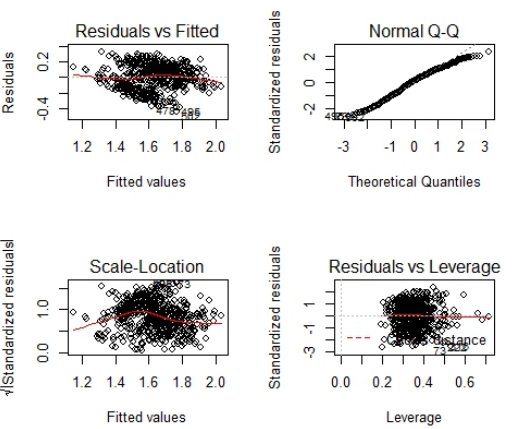 Residuals vs Fitted
Residuals
-0.4 0.2
1.2 1.4 1.6 1.8 2.0
Fitted values
Normal Q-Q
Standardized residuals
-2 0 2
-3 -2 -1 0 1 2 3
Theoretical Quantiles
Scale-Location
√|Standardized residuals|
0.0 1.0
1.2 1.4 1.6 1.8 2.0
Fitted values
Residuals vs Leverage
Standardized residuals
-3 -1 1
distance
0.0 0.2 0.4 0.6
Leverage